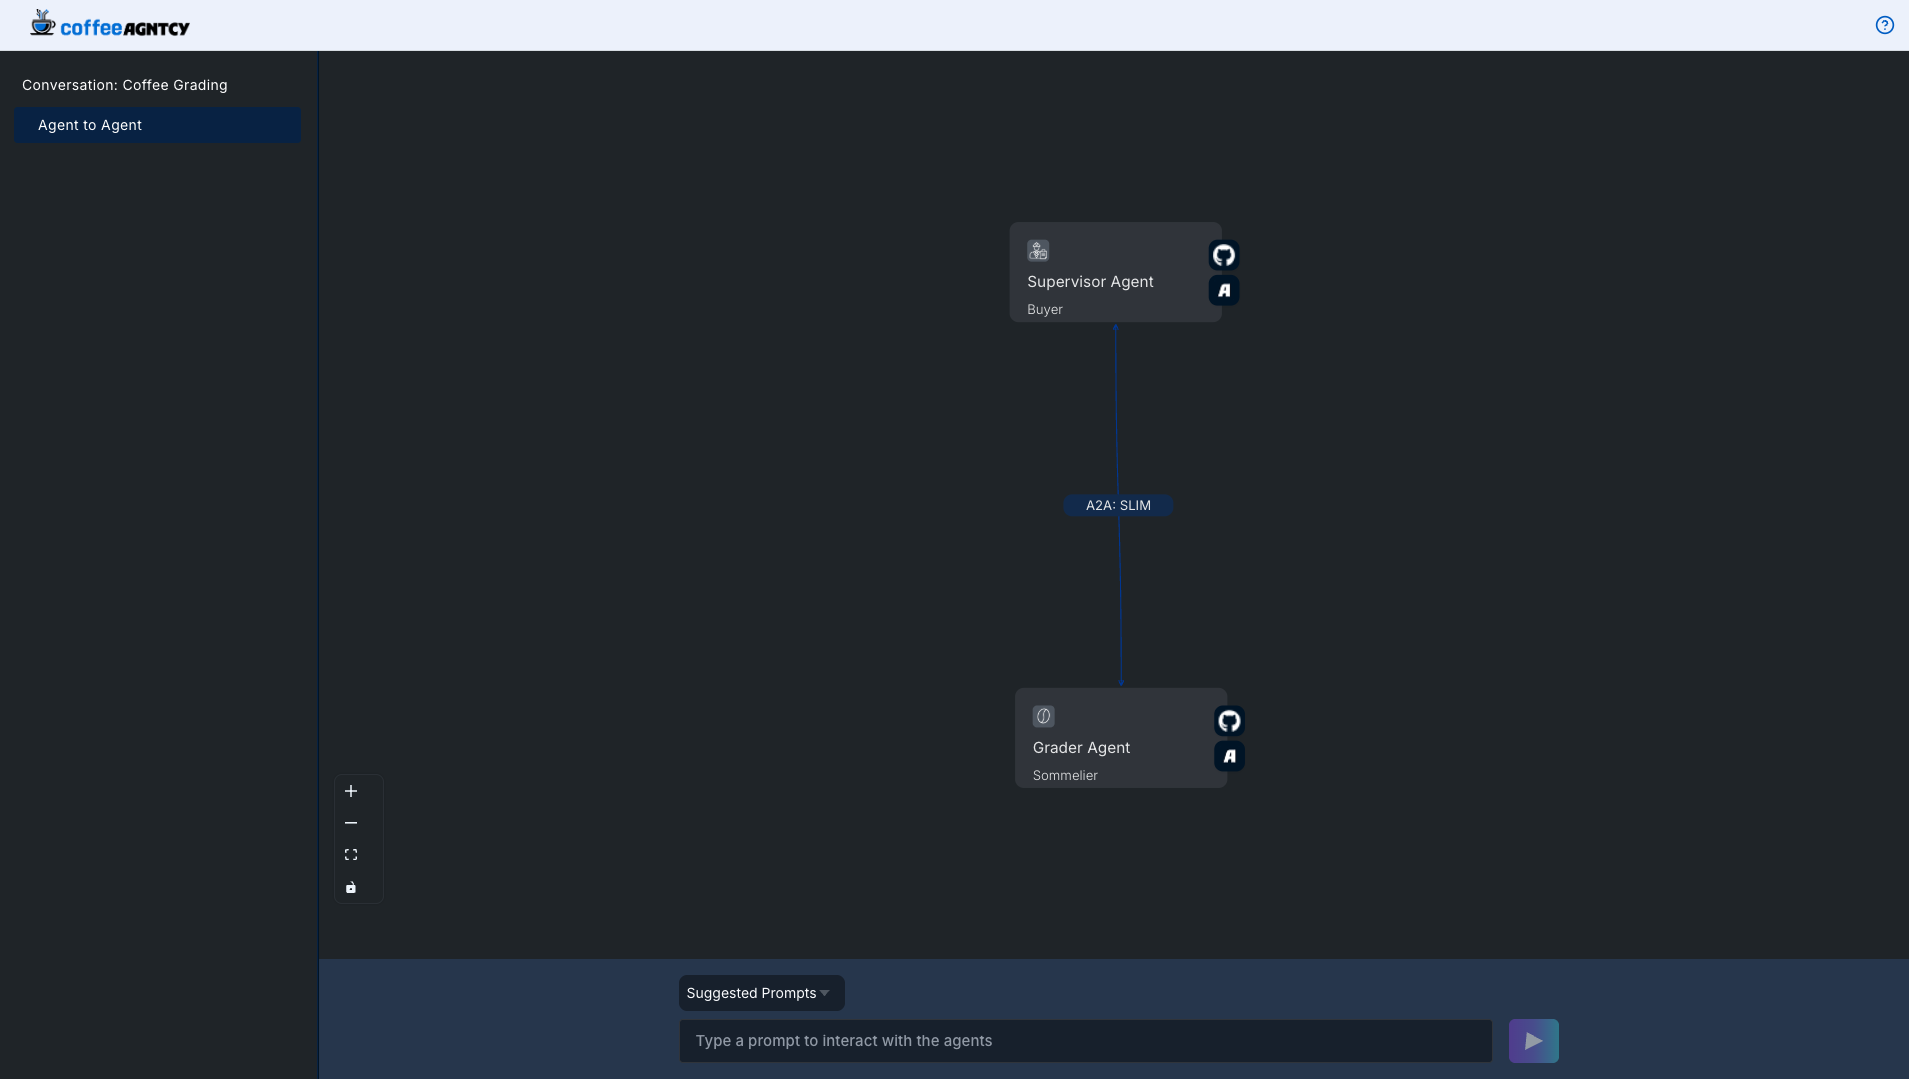 coffeeAGNTCY
Conversation: Coffee Grading
Agent to Agent
Supervisor Agent
Buyer
A2A: SLIM
Grader Agent
Sommelier
Suggested Prompts
Type a prompt to interact with the agents